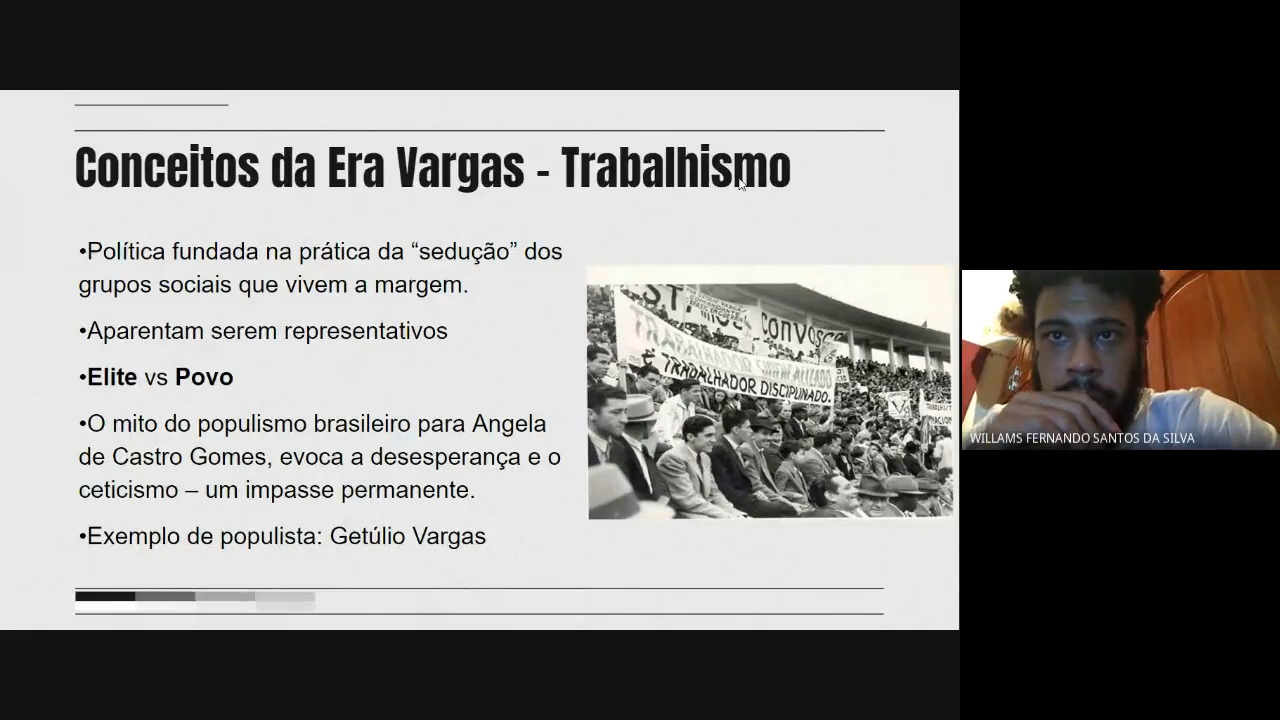 Conceitos da Era Vargas - Trabalhismo
•Política fundada na prática da “sedução” dos
grupos sociais que vivem a margem.
•Aparentam serem representativos
•Elite vs Povo
•O mito do populismo brasileiro para Angela
de Castro Gomes, evoca a desesperança e o
ceticismo – um impasse permanente.
•Exemplo de populista: Getúlio Vargas
CONVOSCO
TRABALHADOR SINDICALIZADO
É TRABALHADOR DISCIPLINADO.
WILLAMS FERNANDO SANTOS DA SILVA